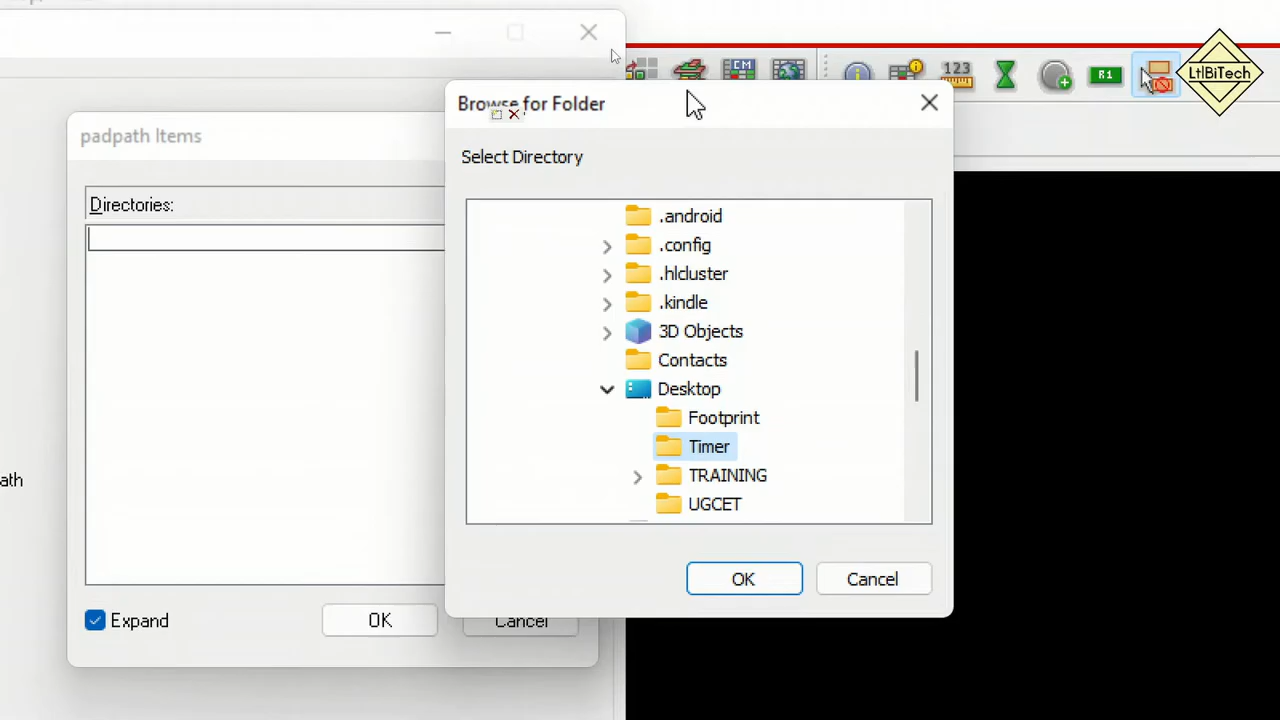 CM
123
R1
LtlBiTech
Browse for Folder
padpath Items
Select Directory
Directories:
.android
.config
.hlcluster
.kindle
3D Objects
Contacts
Desktop
Footprint
Timer
TRAINING
UGCET
ath
OK
Cancel
Expand
OK
Cancel